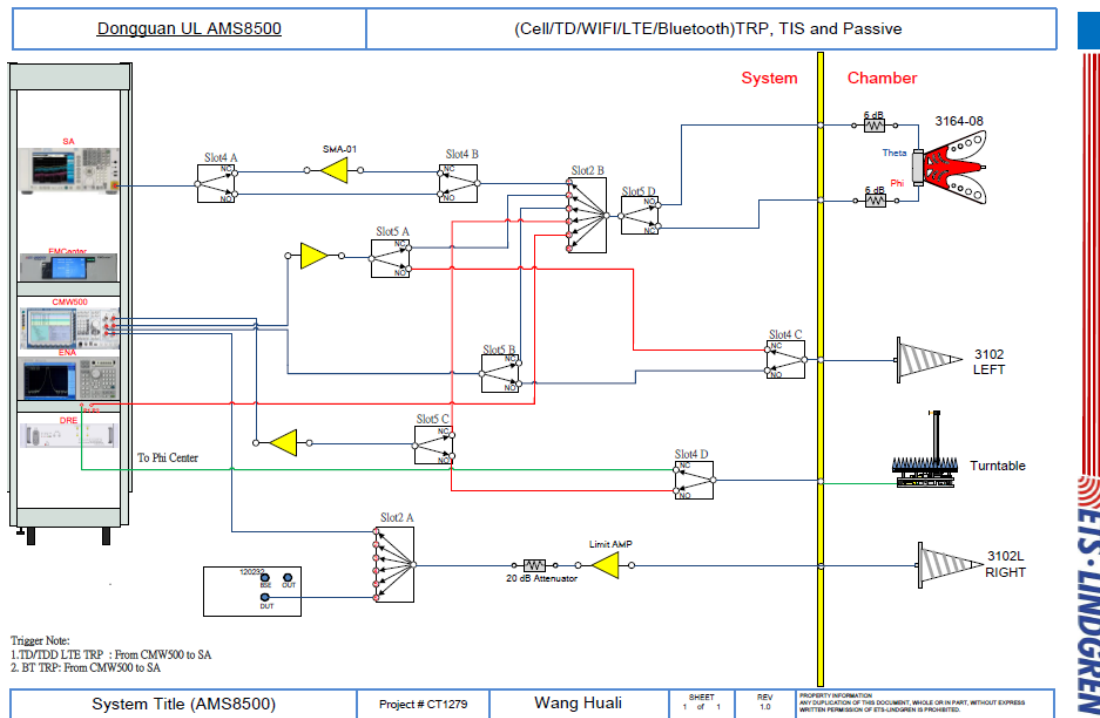 Dongguan UL AMS8500
(Cell/TD/WIFI/LTE/Bluetooth)TRP, TIS and Passive
System
Chamber
6 dB
3164-08
SA
Slot4 A
NC
NO
SMA-01
Slot4 B
NC
NO
Slot2 B
Slot5 D
NO
NC
Theta
Phi
6 dB
EMCenter
Slot5 A
NC
NO
CMW500
Slot5 B
NC
NO
Slot4 C
NC
NO
3102
LEFT
ENA
DRE
Slot5 C
NC
NO
To Phi Center
Slot4 D
NC
NO
Turntable
Slot2 A
Limit AMP
20 dB Attenuator
3102L
RIGHT
120232
BSE
OUT
DUT
Trigger Note:
1.TD/TDD LTE TRP : From CMW500 to SA
2. BT TRP: From CMW500 to SA
System Title (AMS8500)
Project # CT1279
Wang Huali
SHEET
1 of 1
REV
1.0
PROPERTY INFORMATION
ANY DUPLICATION OF THIS DOCUMENT, WHOLE OR IN PART, WITHOUT EXPRESS
WRITTEN PERMISSION OF ETS-LINDGREN IS PROHIBITED.
ETS·LINDGREN